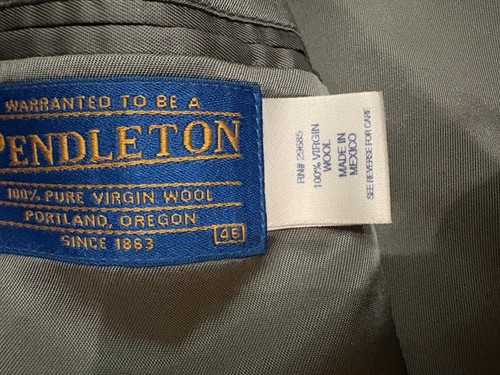 WARRANTED TO BE A
PENDLETON
100% PURE VIRGIN WOOL
PORTLAND, OREGON
SINCE 1863
46
RN# 29685
100% VIRGIN
WOOL
MADE IN
MEXICO
SEE REVERSE FOR CARE